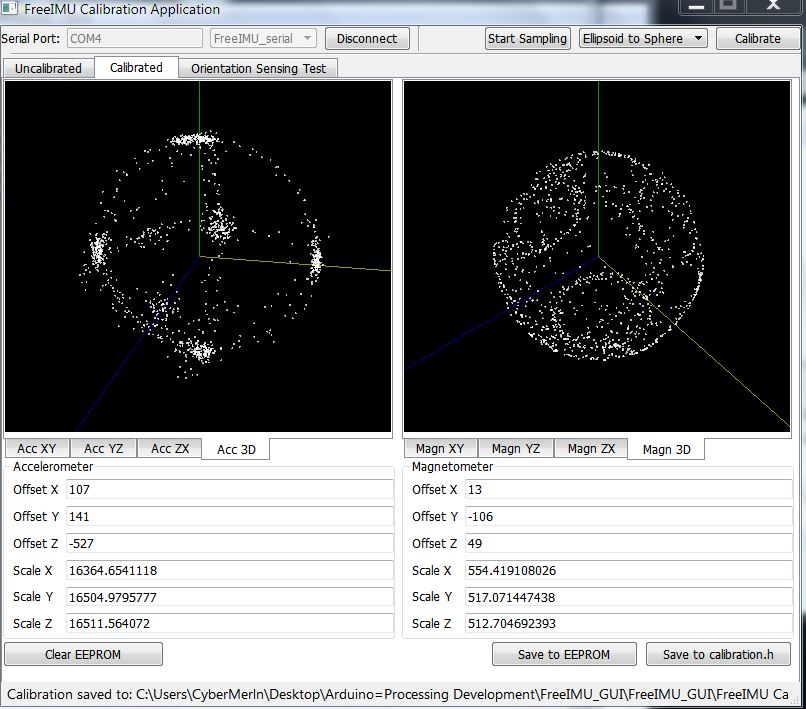 FreeIMU Calibration Application
Serial Port: COM4 FreeIMU_serial Disconnect Start Sampling Ellipsoid to Sphere Calibrate
Uncalibrated Calibrated Orientation Sensing Test
Acc XY Acc YZ Acc ZX Acc 3D Magn XY Magn YZ Magn ZX Magn 3D
Accelerometer Magnetometer
Offset X 107 Offset X 13
Offset Y 141 Offset Y -106
Offset Z -527 Offset Z 49
Scale X 16364.6541118 Scale X 554.419108026
Scale Y 16504.9795777 Scale Y 517.071447438
Scale Z 16511.564072 Scale Z 512.704692393
Clear EEPROM Save to EEPROM Save to calibration.h
Calibration saved to: C:\Users\CyberMerln\Desktop\Arduino=Processing Development\FreeIMU_GUI\FreeIMU_GUI\FreeIMU Ca